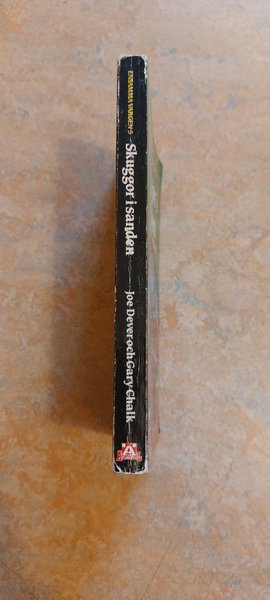 ENSAMMA VARGEN•5
Skuggor i sanden
Joe Dever och Gary Chalk
A